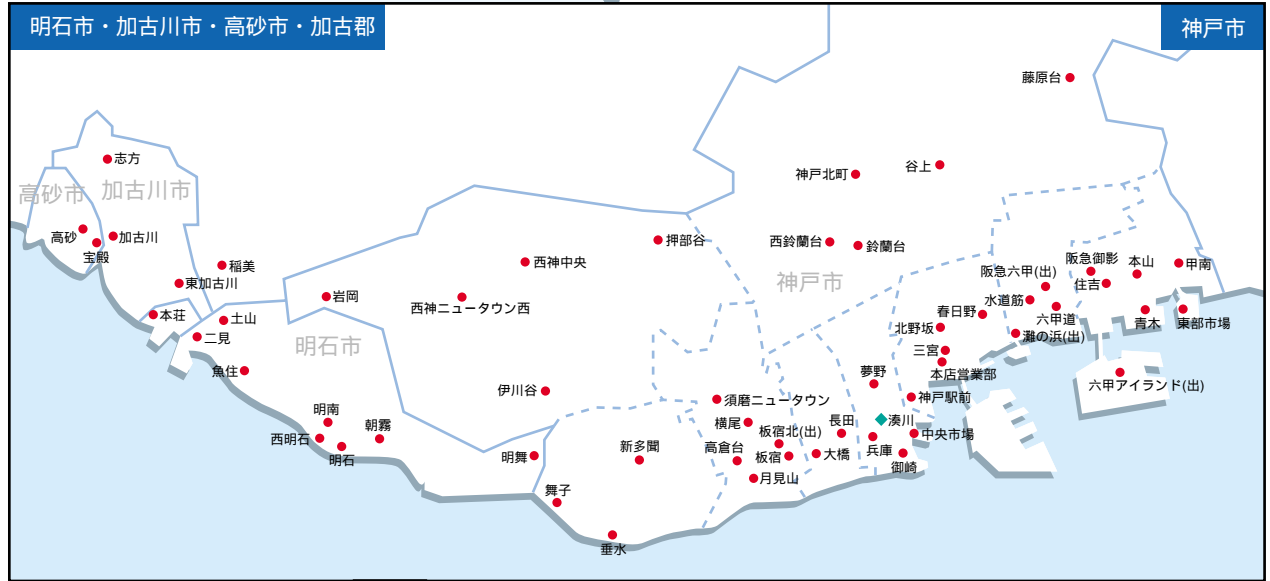 明石市・加古川市・高砂市・加古郡
神戸市
藤原台
志方
高砂市
加古川市
神戸北町
谷上
高砂
加古川
宝殿
押部谷
西鈴蘭台
鈴蘭台
稲美
西神中央
神戸市
阪急御影
本山
甲南
東加古川
岩岡
西神ニュータウン西
阪急六甲(出)
住吉
水道筋
本荘
土山
春日野
六甲道
青木
東部市場
二見
明石市
北野坂
灘の浜(出)
三宮
魚住
本店営業部
夢野
六甲アイランド(出)
伊川谷
須磨ニュータウン
神戸駅前
明南
朝霧
横尾
板宿北(出)
長田
湊川
中央市場
西明石
明石
明舞
新多聞
高倉台
板宿
大橋
兵庫
御崎
月見山
舞子
垂水